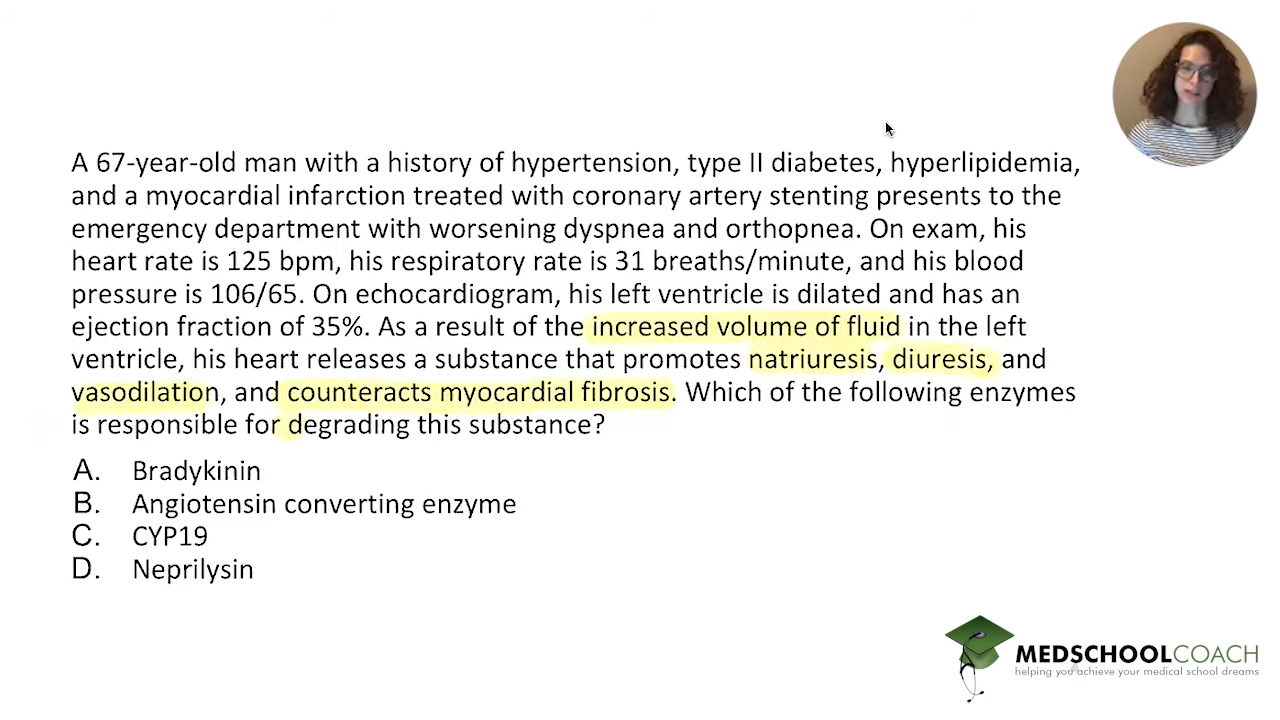 A 67-year-old man with a history of hypertension, type II diabetes, hyperlipidemia,
and a myocardial infarction treated with coronary artery stenting presents to the
emergency department with worsening dyspnea and orthopnea. On exam, his
heart rate is 125 bpm, his respiratory rate is 31 breaths/minute, and his blood
pressure is 106/65. On echocardiogram, his left ventricle is dilated and has an
ejection fraction of 35%. As a result of the increased volume of fluid in the left
ventricle, his heart releases a substance that promotes natriuresis, diuresis, and
vasodilation, and counteracts myocardial fibrosis. Which of the following enzymes
is responsible for degrading this substance?
A. Bradykinin
B. Angiotensin converting enzyme
C. CYP19
D. Neprilysin
MEDSCHOOLCOACH
helping you achieve your medical school dreams